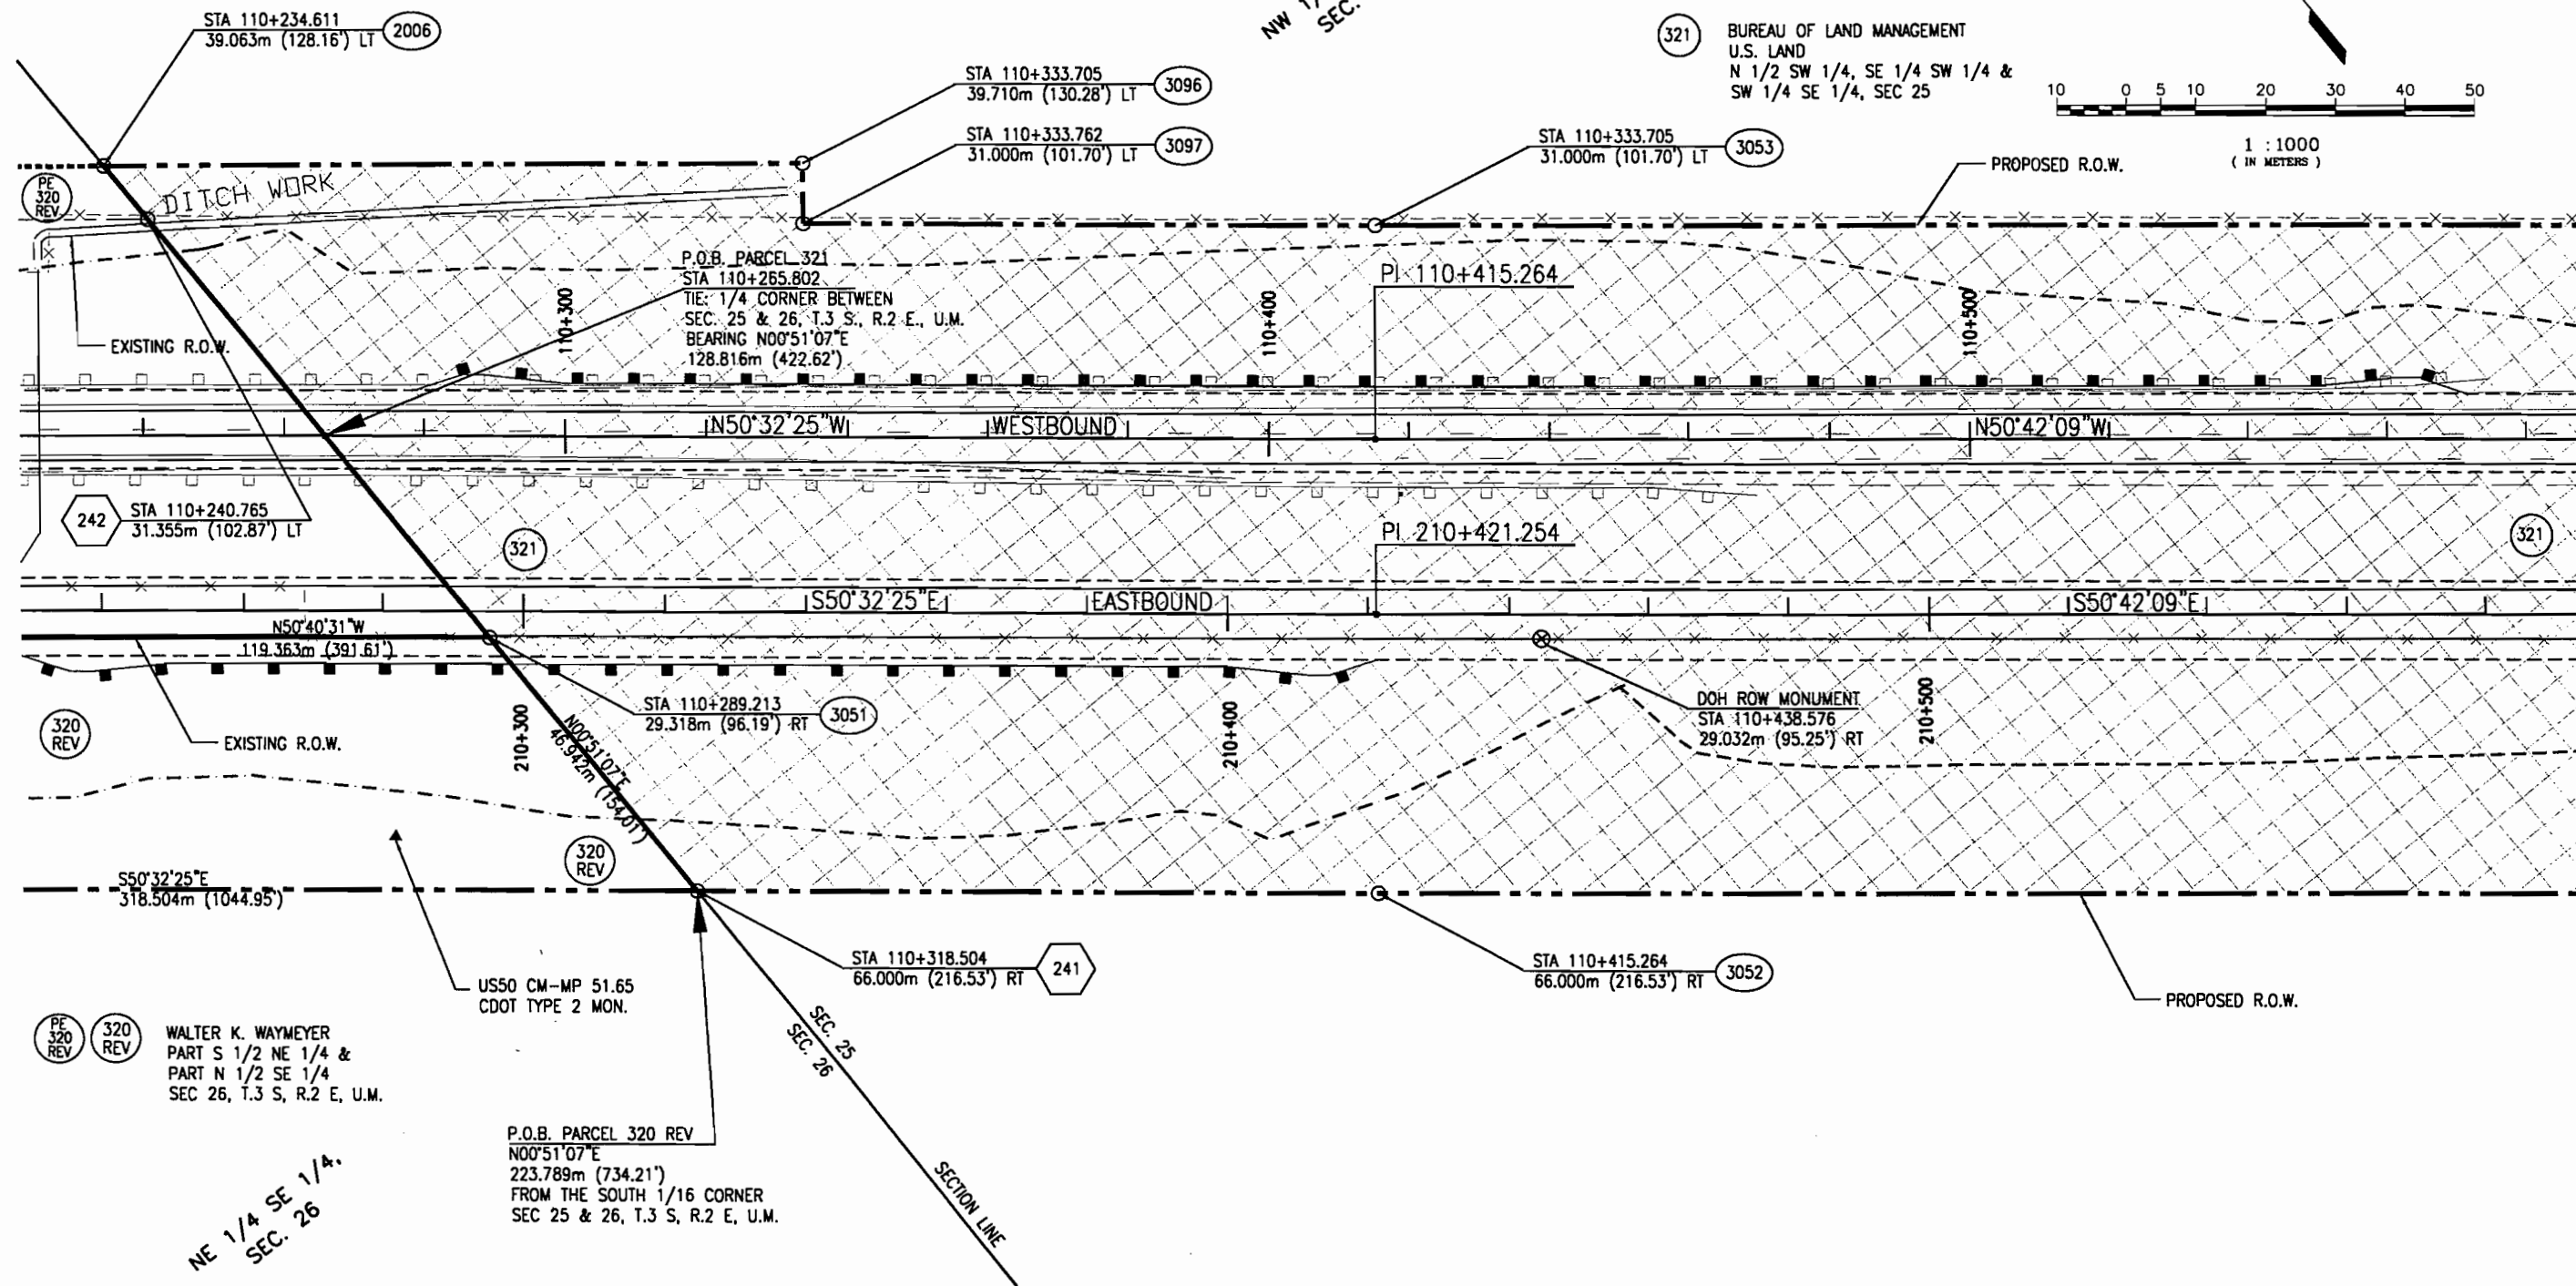 STA 110+234.611
39.063m (128.16') LT
2006
NW
SEC.
321
BUREAU OF LAND MANAGEMENT
U.S. LAND
N 1/2 SW 1/4, SE 1/4 SW 1/4 &
SW 1/4 SE 1/4, SEC 25
10 0 5 10 20 30 40 50
1 :1000
( IN METERS )
STA 110+333.705
39.710m (130.28') LT
3096
STA 110+333.762
31.000m (101.70') LT
3097
STA 110+333.705
31.000m (101.70') LT
3053
PROPOSED R.O.W.
PE
320
REV
DITCH WORK
EXISTING R.O.W.
P.O.B. PARCEL 321
STA 110+265.802
TIE: 1/4 CORNER BETWEEN
SEC. 25 & 26, T.3 S., R.2 E., U.M.
BEARING N00°51'07"E
128.816m (422.62')
110+300
110+400
110+500
PI 110+415.264
N50°32'25"W
WESTBOUND
N50°42'09"W
242
STA 110+240.765
31.355m (102.87') LT
321
PI 210+421.254
321
S50°32'25"E
EASTBOUND
S50°42'09"E
N50°40'31"W
119.363m (391.61')
STA 110+289.213
29.318m (96.19') RT
3051
DOH ROW MONUMENT
STA 110+438.576
29.032m (95.25') RT
210+300
210+400
210+500
320
REV
EXISTING R.O.W.
N00°51'07"E
46.942m (154.01')
320
REV
S50°32'25"E
318.504m (1044.95')
US50 CM-MP 51.65
CDOT TYPE 2 MON.
STA 110+318.504
66.000m (216.53') RT
241
STA 110+415.264
66.000m (216.53') RT
3052
PROPOSED R.O.W.
PE
320
REV
320
REV
WALTER K. WAYMEYER
PART S 1/2 NE 1/4 &
PART N 1/2 SE 1/4
SEC 26, T.3 S, R.2 E, U.M.
SEC. 25
SEC. 26
P.O.B. PARCEL 320 REV
N00°51'07"E
223.789m (734.21')
FROM THE SOUTH 1/16 CORNER
SEC 25 & 26, T.3 S, R.2 E, U.M.
SECTION LINE
NE 1/4 SE 1/4,
SEC. 26